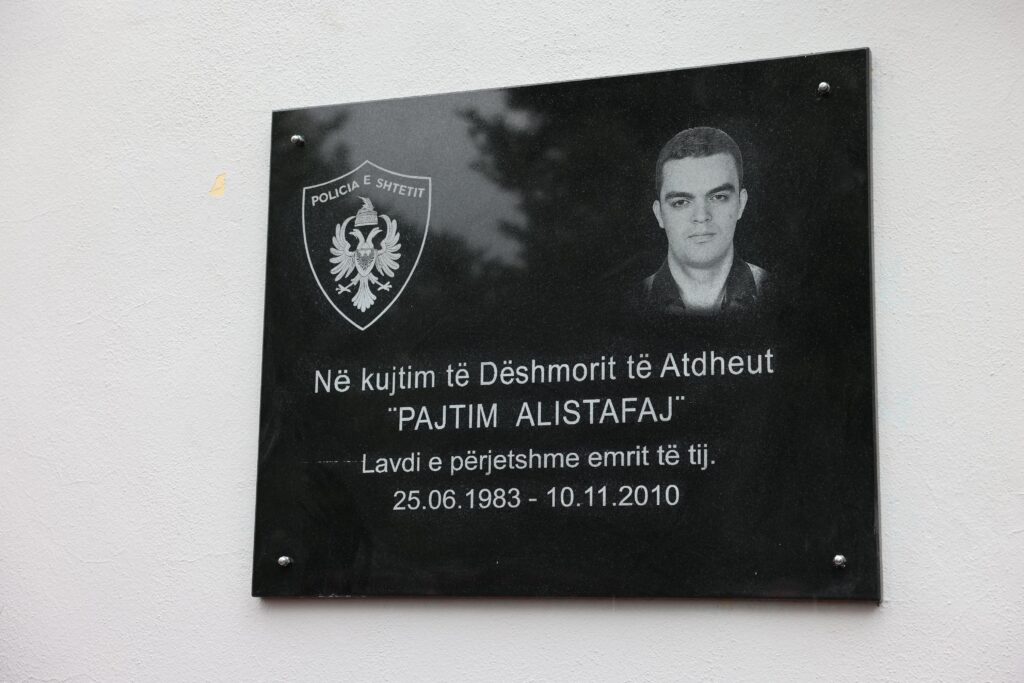 POLICIA E SHTETIT
Në kujtim të Dëshmorit të Atdheut
¨PAJTIM ALISTAFAJ¨
Lavdi e përjetshme emrit të tij.
25.06.1983 - 10.11.2010